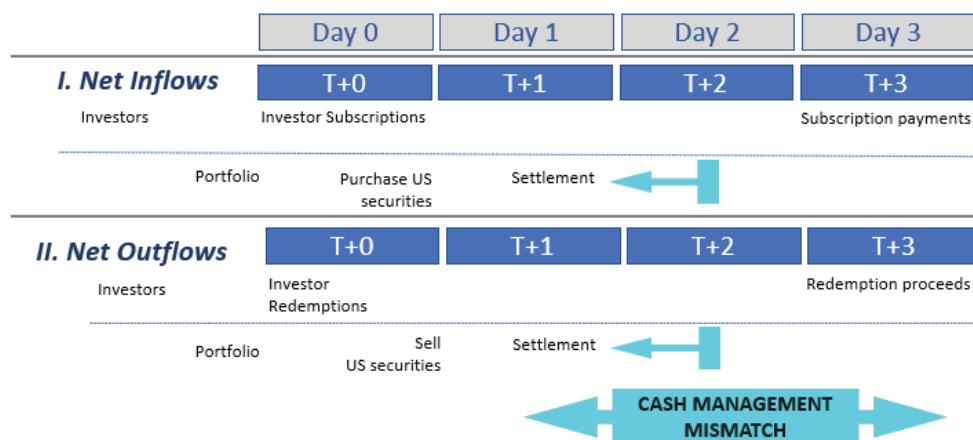 Day 0 Day 1 Day 2 Day 3
I. Net Inflows T+0 T+1 T+2 T+3
Investors Investor Subscriptions Subscription payments
Portfolio Purchase US Settlement
securities
II. Net Outflows T+0 T+1 T+2 T+3
Investors Investor Redemption proceeds
Redemptions
Portfolio Sell Settlement
US securities
CASH MANAGEMENT
MISMATCH